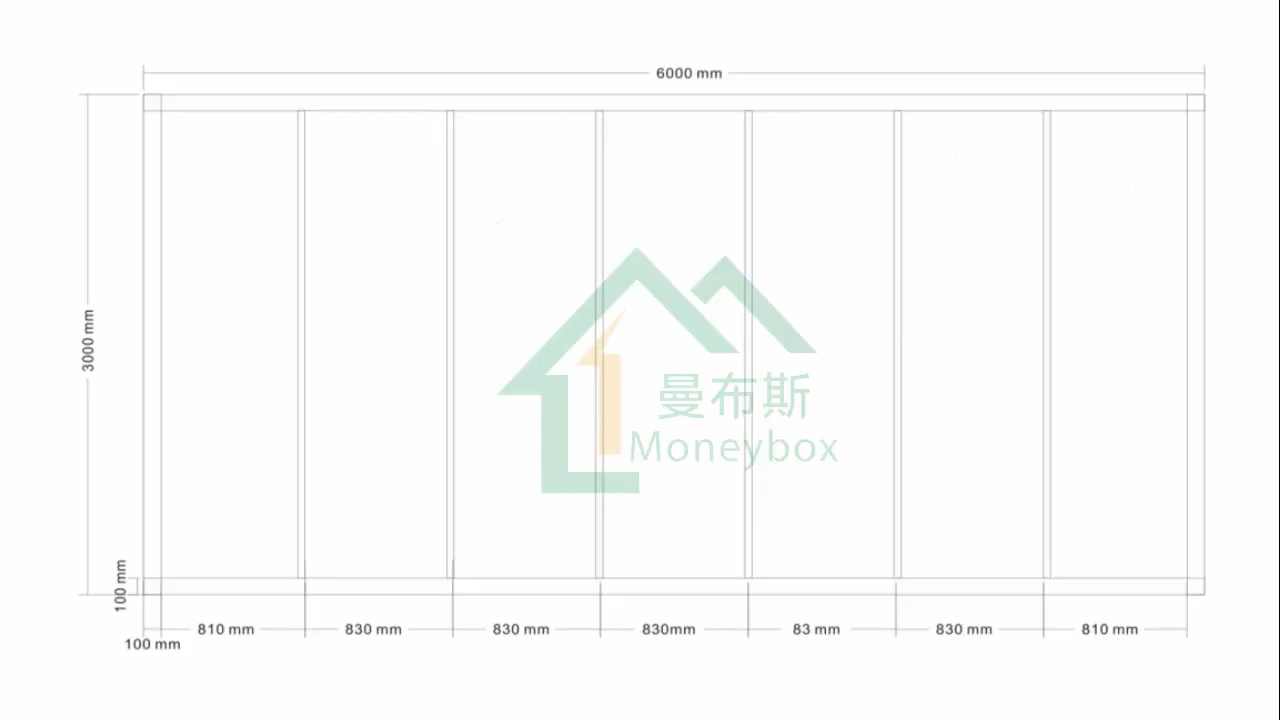 6000 mm
3000 mm
曼布斯
Moneybox
100 mm
810 mm
830 mm
830 mm
830mm
83 mm
830 mm
810 mm
100 mm